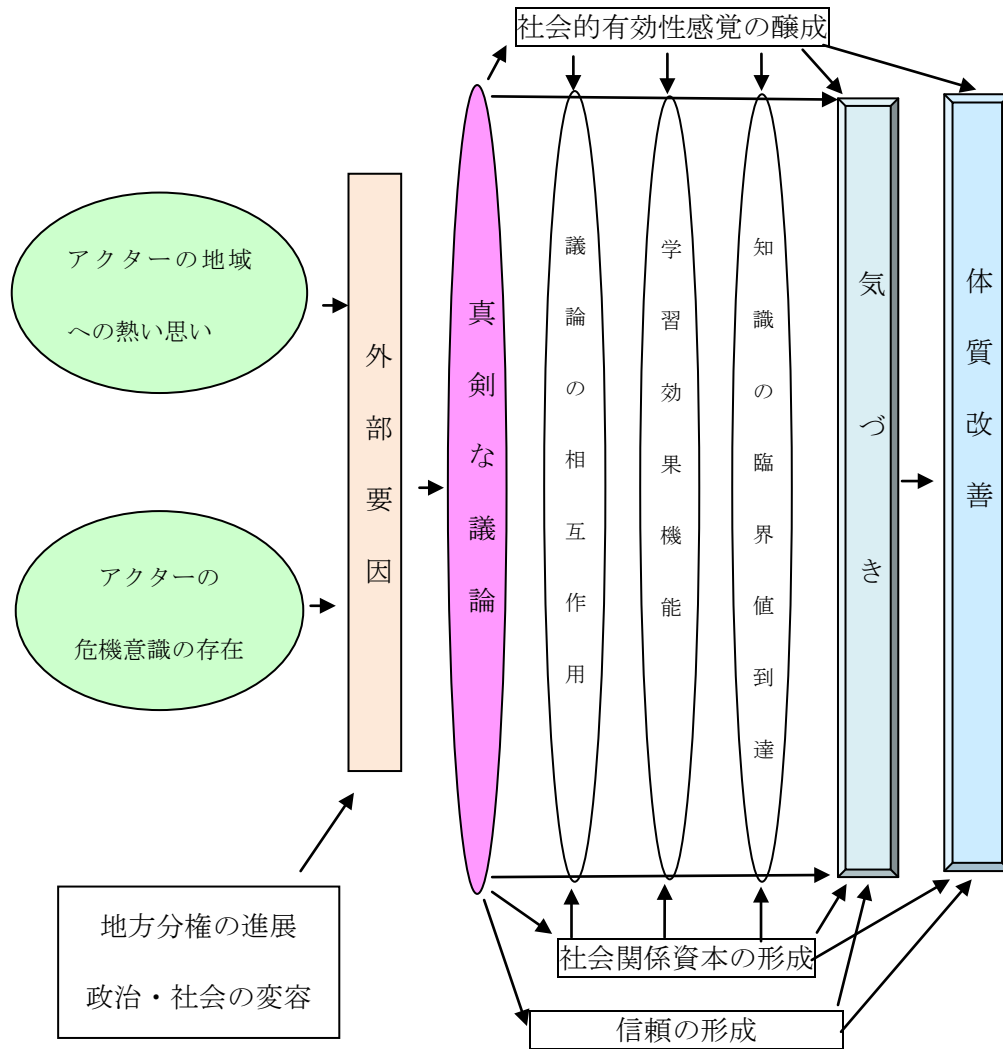 社会的有効性感覚の醸成
アクターの地域
への熱い思い
アクターの
危機意識の存在
外部要因
真剣な議論
議論の相互作用
学習効果機能
知識の臨界値到達
気づき
体質改善
地方分権の進展
政治・社会の変容
社会関係資本の形成
信頼の形成